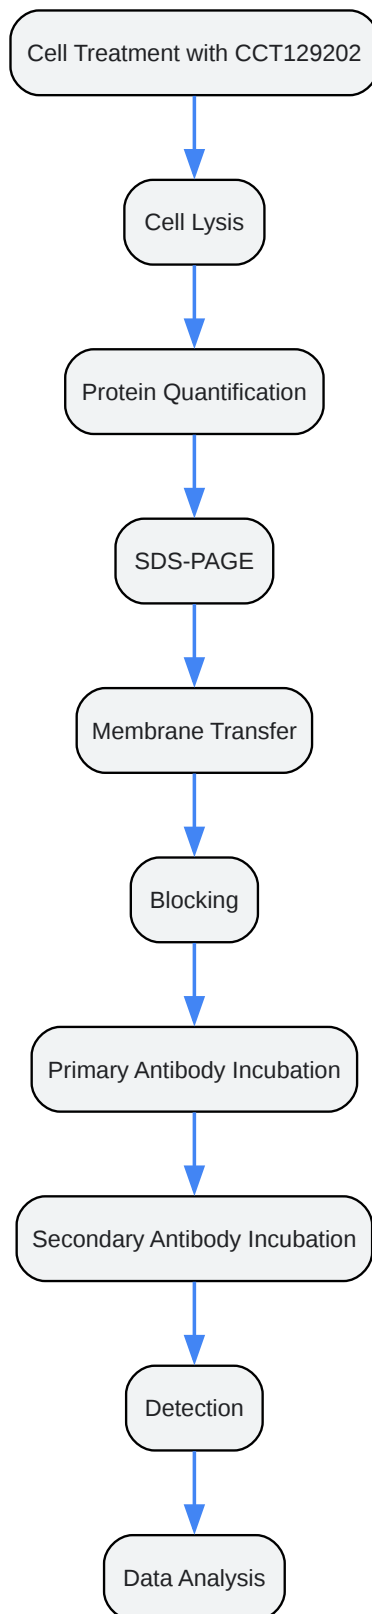 Cell Treatment with CCT129202
Cell Lysis
Protein Quantification
SDS-PAGE
Membrane Transfer
Blocking
Primary Antibody Incubation
Secondary Antibody Incubation
Detection
Data Analysis